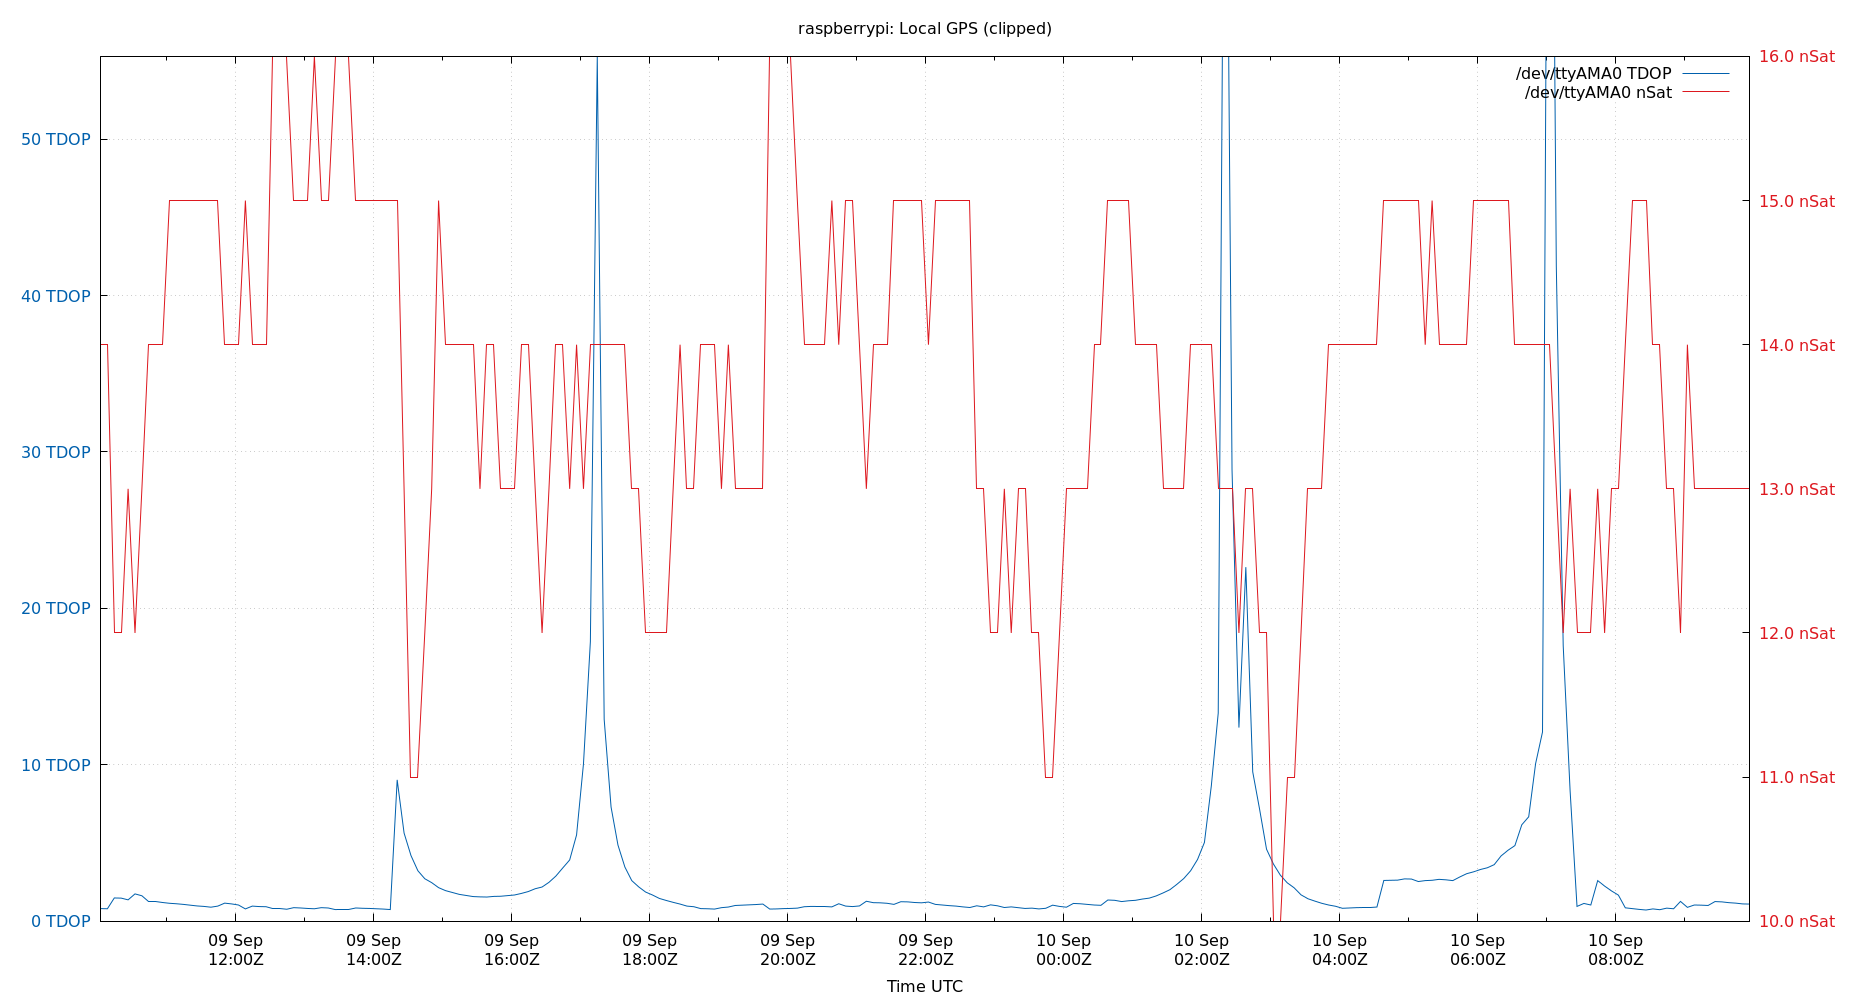 raspberrypi: Local GPS (clipped)
/dev/ttyAMA0 TDOP
/dev/ttyAMA0 nSat
50 TDOP
40 TDOP
30 TDOP
20 TDOP
10 TDOP
0 TDOP
16.0 nSat
15.0 nSat
14.0 nSat
13.0 nSat
12.0 nSat
11.0 nSat
10.0 nSat
09 Sep
12:00Z
09 Sep
14:00Z
09 Sep
16:00Z
09 Sep
18:00Z
09 Sep
20:00Z
09 Sep
22:00Z
10 Sep
00:00Z
10 Sep
02:00Z
10 Sep
04:00Z
10 Sep
06:00Z
10 Sep
08:00Z
Time UTC